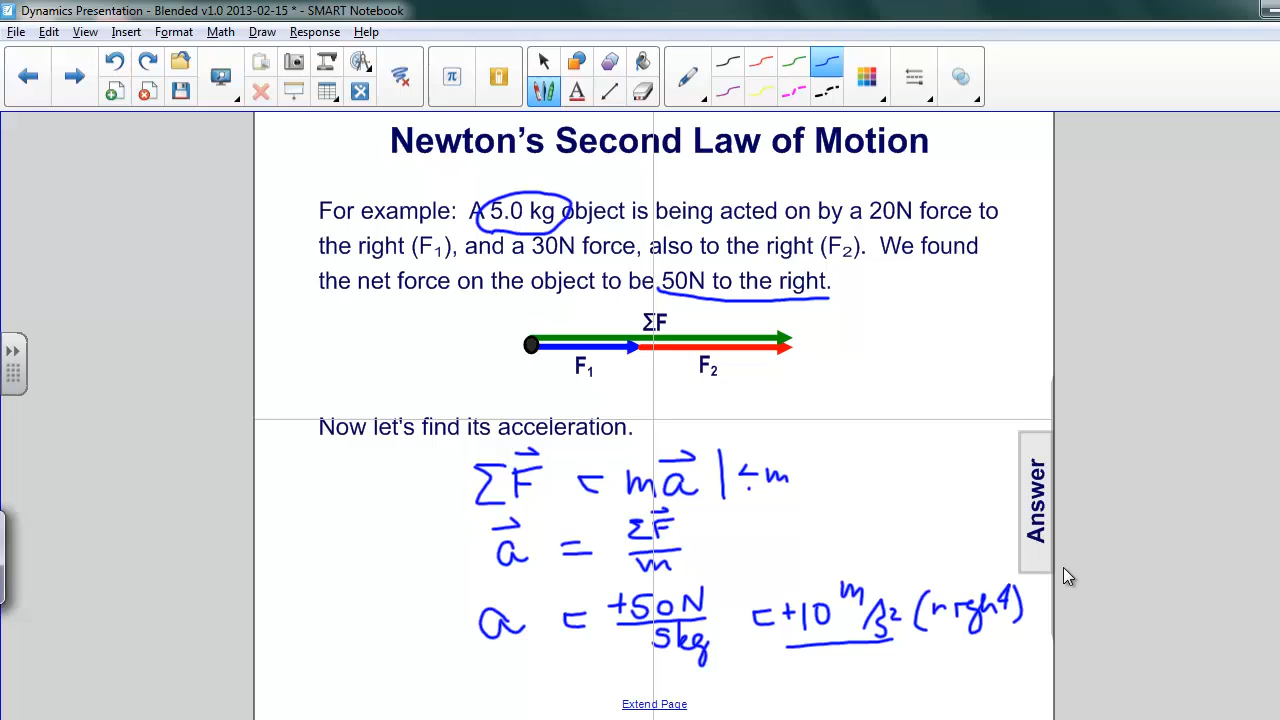 Dynamics Presentation - Blended v1.0 2013-02-15 * - SMART Notebook
File Edit View Insert Format Math Draw Response Help
Newton's Second Law of Motion
For example: A 5.0 kg object is being acted on by a 20N force to
the right (F₁), and a 30N force, also to the right (F₂). We found
the net force on the object to be 50N to the right.
ΣF
F₁ F₂
Now let's find its acceleration.
ΣF⃗ = ma⃗ | ÷m
a⃗ = ΣF⃗/m
a = +50N/5kg = +10 m/s² (right)
Answer
Extend Page